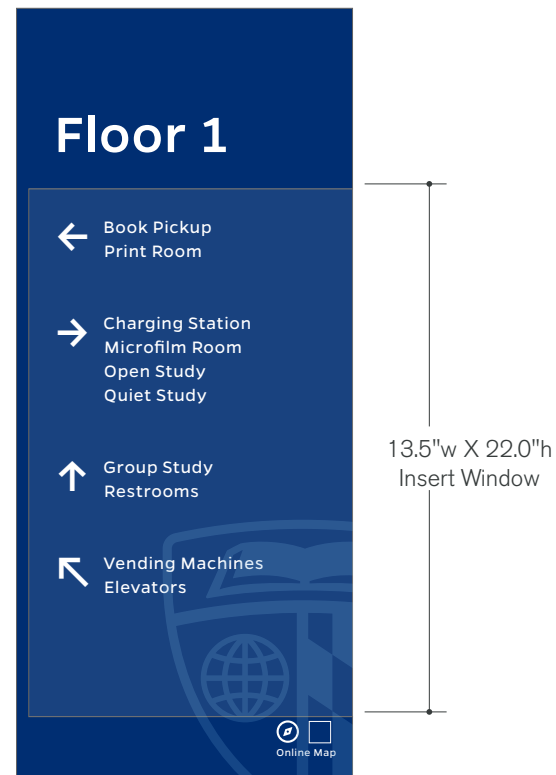 Floor 1
Book Pickup
Print Room
Charging Station
Microfilm Room
Open Study
Quiet Study
Group Study
Restrooms
Vending Machines
Elevators
Online Map
13.5"w X 22.0"h
Insert Window